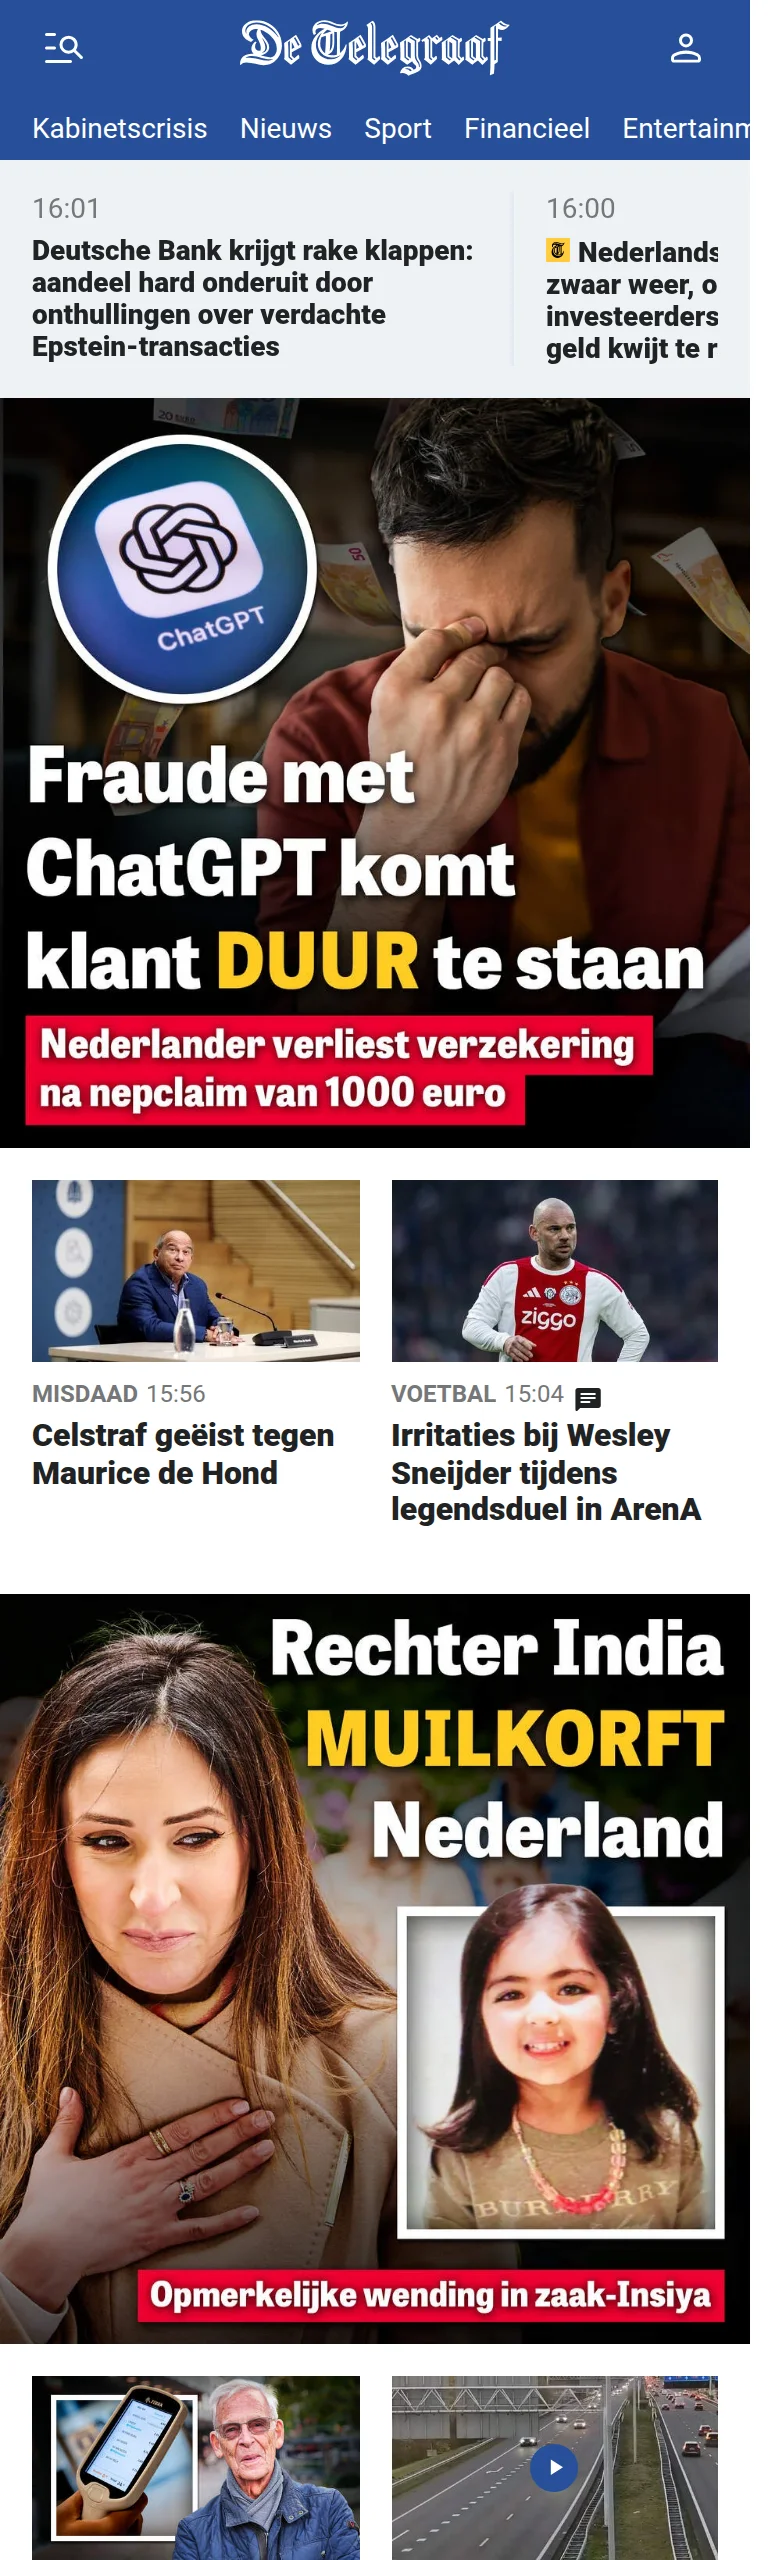 De Telegraaf
Kabinetscrisis Nieuws Sport Financieel Entertainm
16:01
Deutsche Bank krijgt rake klappen:
aandeel hard onderuit door
onthullingen over verdachte
Epstein-transacties
16:00
Nederlands
zwaar weer, o
investeerders
geld kwijt te r
20 EURO
50
ChatGPT
Fraude met
ChatGPT komt
klant DUUR te staan
Nederlander verliest verzekering
na nepclaim van 1000 euro
ziggo
MISDAAD 15:56
Celstraf geëist tegen
Maurice de Hond
VOETBAL 15:04
Irritaties bij Wesley
Sneijder tijdens
legendsduel in ArenA
Rechter India
MUILKORFT
Nederland
BURBERRY
Opmerkelijke wending in zaak-Insiya